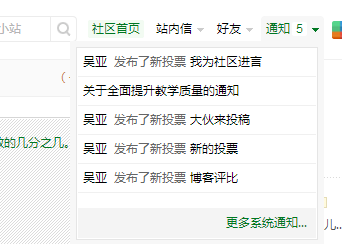 小站
社区首页 站内信 好友 通知 5
吴亚 发布了新投票 我为社区进言
关于全面提升教学质量的通知
吴亚 发布了新投票 大伙来投稿
吴亚 发布了新投票 新的投票
的几分之几。
吴亚 发布了新投票 博客评比
更多系统通知...
儿...